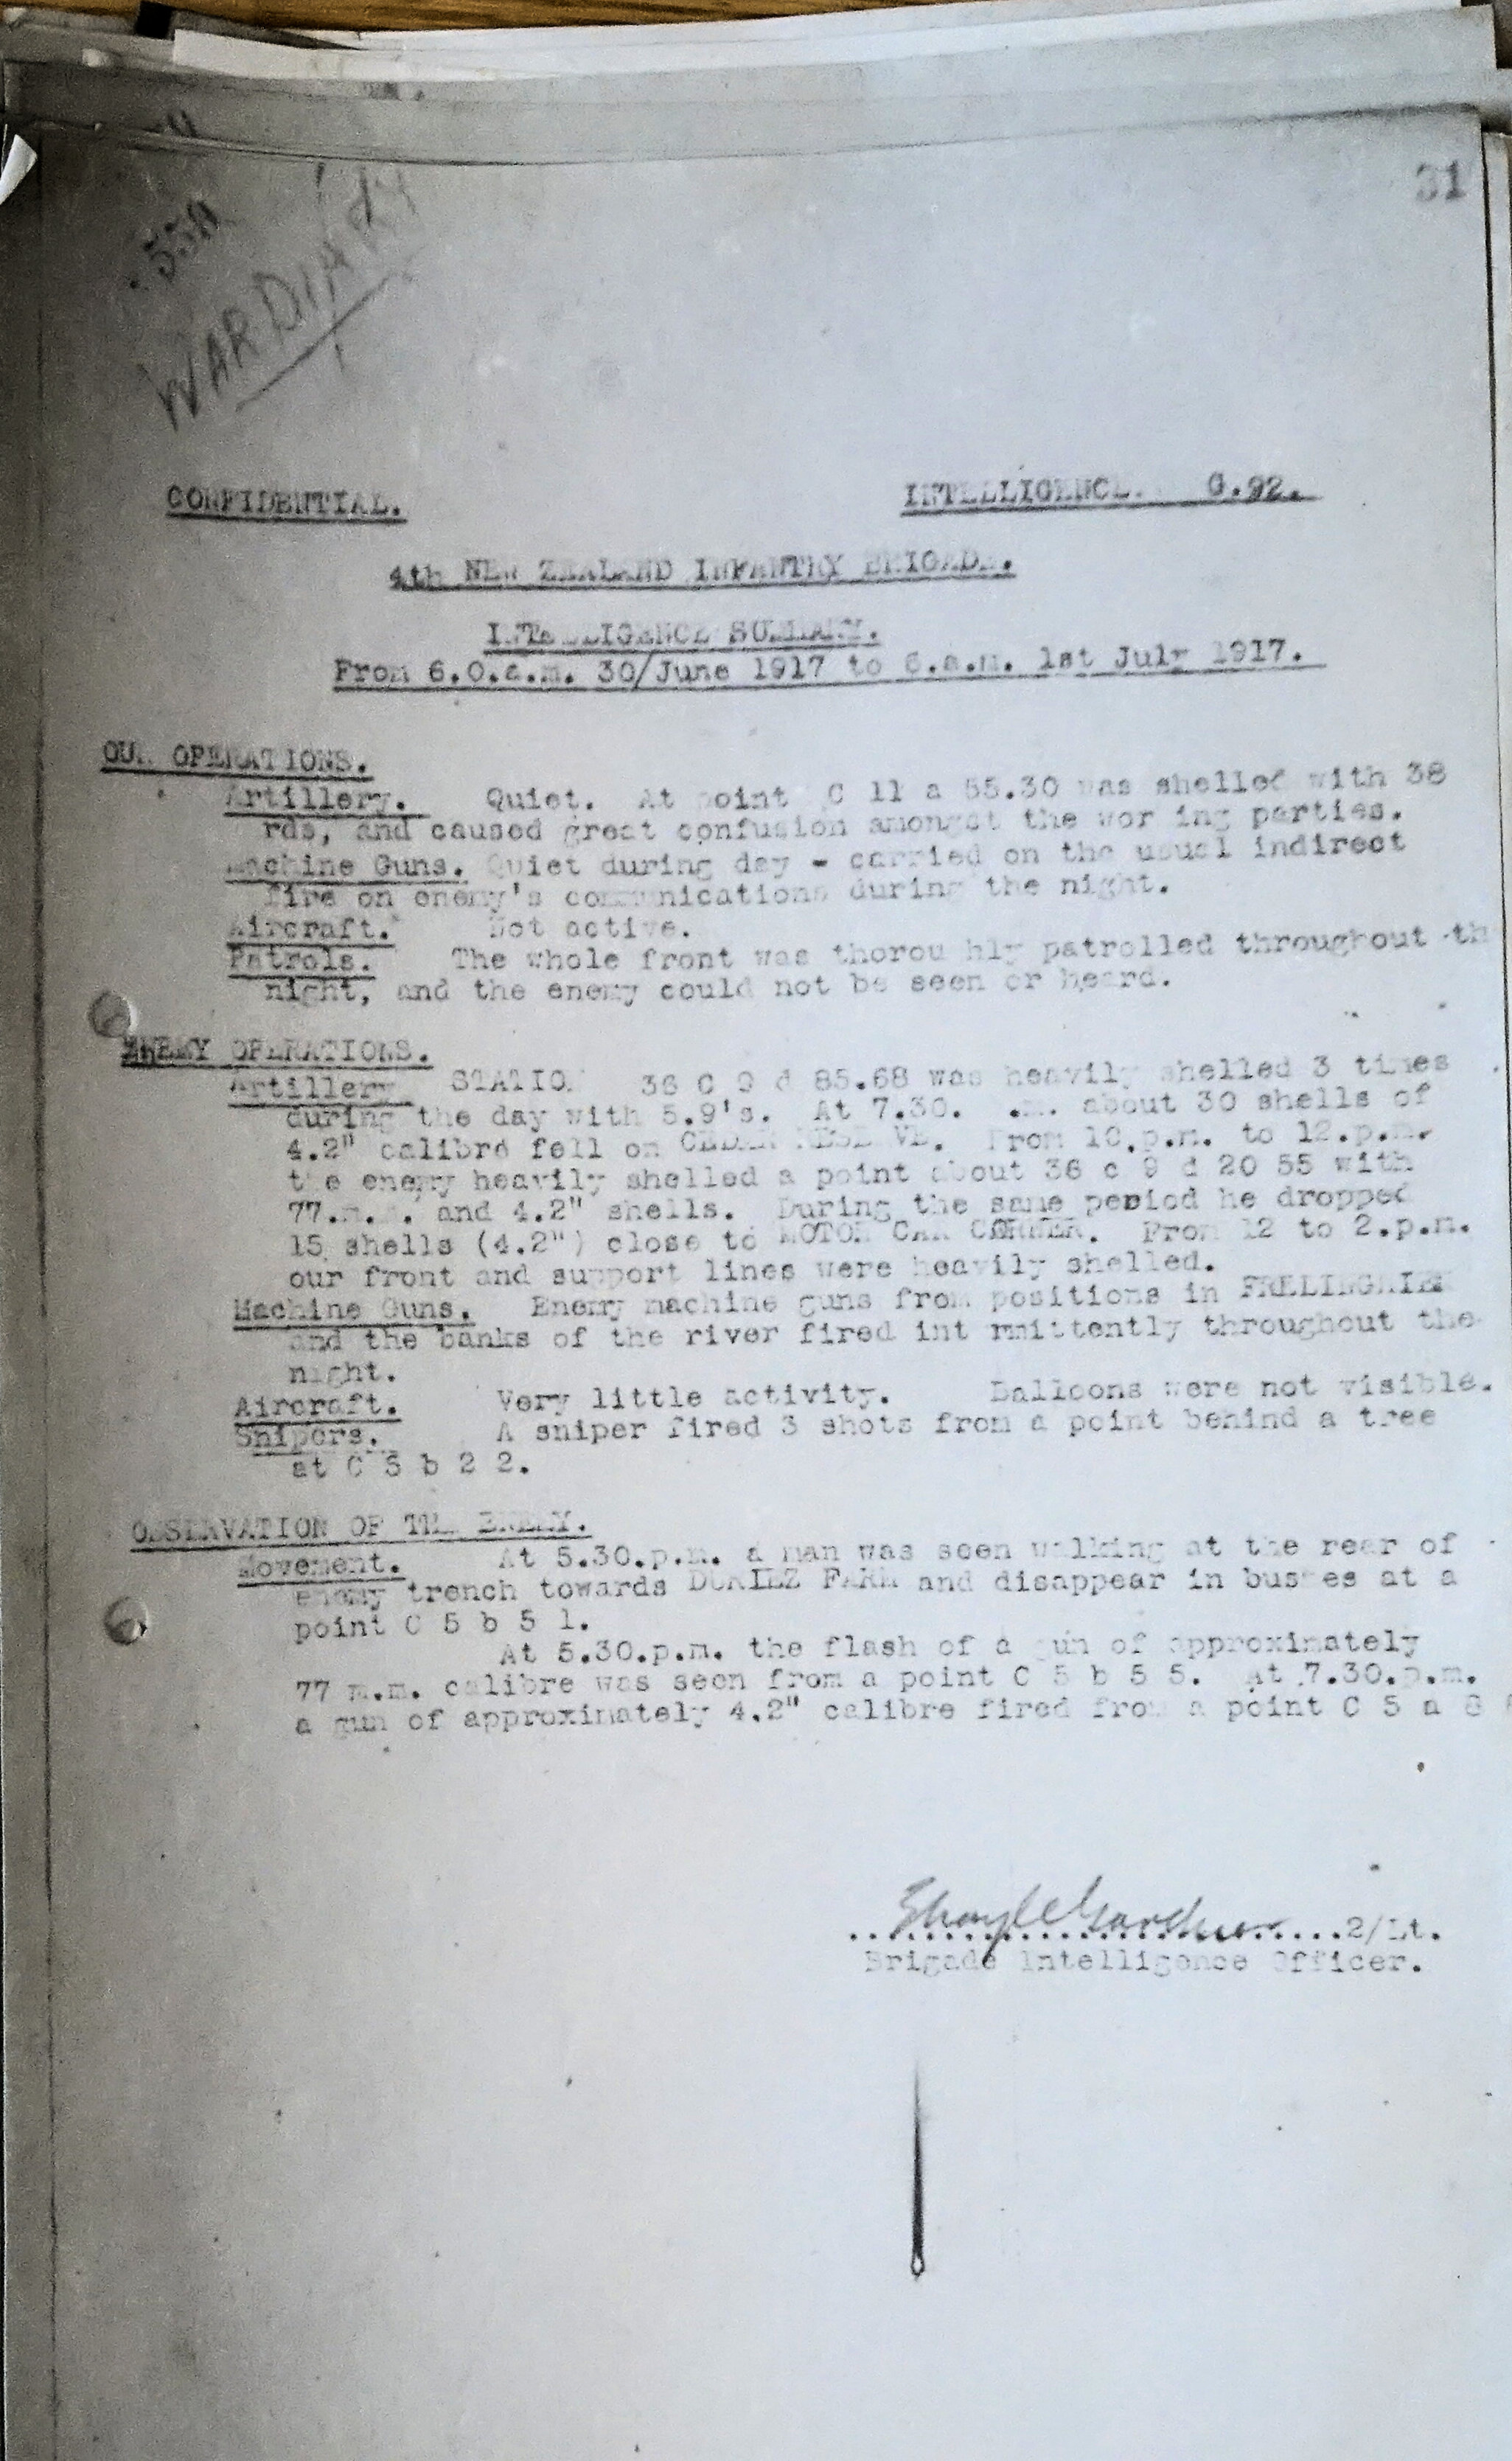 31
550
WAR DIARY
CONFIDENTIAL. INTELLIGENCE. G.92.
4th NEW ZEALAND INFANTRY BRIGADE.
INTELLIGENCE SUMMARY.
From 6.0.a.m. 30/June 1917 to 6.a.m. 1st July 1917.
OUR OPERATIONS.
Artillery. Quiet. At point C 11 a 55.30 was shelled with 38
rds, and caused great confusion amongst the working parties.
Machine Guns. Quiet during day - carried on the usual indirect
fire on enemy's communications during the night.
Aircraft. Not active.
Patrols. The whole front was thoroughly patrolled throughout th
night, and the enemy could not be seen or heard.
ENEMY OPERATIONS.
Artillery STATION 36 C 9 d 85.68 was heavily shelled 3 times
during the day with 5.9's. At 7.30. .m. about 30 shells of
4.2" calibre fell on CEDAR RESERVE. From 10.p.m. to 12.p.m.
the enemy heavily shelled a point about 36 c 9 d 20 55 with
77.m.m. and 4.2" shells. During the same period he dropped
15 shells (4.2") close to MOTOR CAR CORNER. From 12 to 2.p.m.
our front and support lines were heavily shelled.
Machine Guns. Enemy machine guns from positions in FRELINGHIEN
and the banks of the river fired intermittently throughout the
night.
Aircraft. Very little activity. Balloons were not visible.
Snipers. A sniper fired 3 shots from a point behind a tree
at C 5 b 2 2.
OBSERVATION OF THE ENEMY.
Movement. At 5.30.p.m. a man was seen walking at the rear of
enemy trench towards DURIEZ FARM and disappear in bushes at a
point C 5 b 5 1.
At 5.30.p.m. the flash of a gun of approximately
77 m.m. calibre was seen from a point C 5 b 5 5. At 7.30.p.m.
a gun of approximately 4.2" calibre fired from a point C 5 a 8
2/Lt.
Brigade Intelligence Officer.